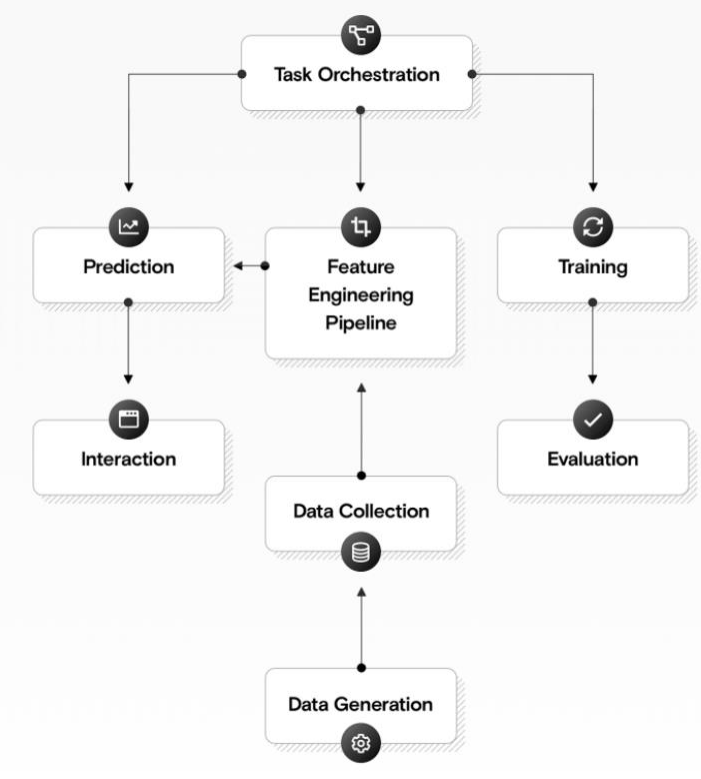 Task Orchestration
Prediction
Feature
Engineering
Pipeline
Training
Interaction
Evaluation
Data Collection
Data Generation